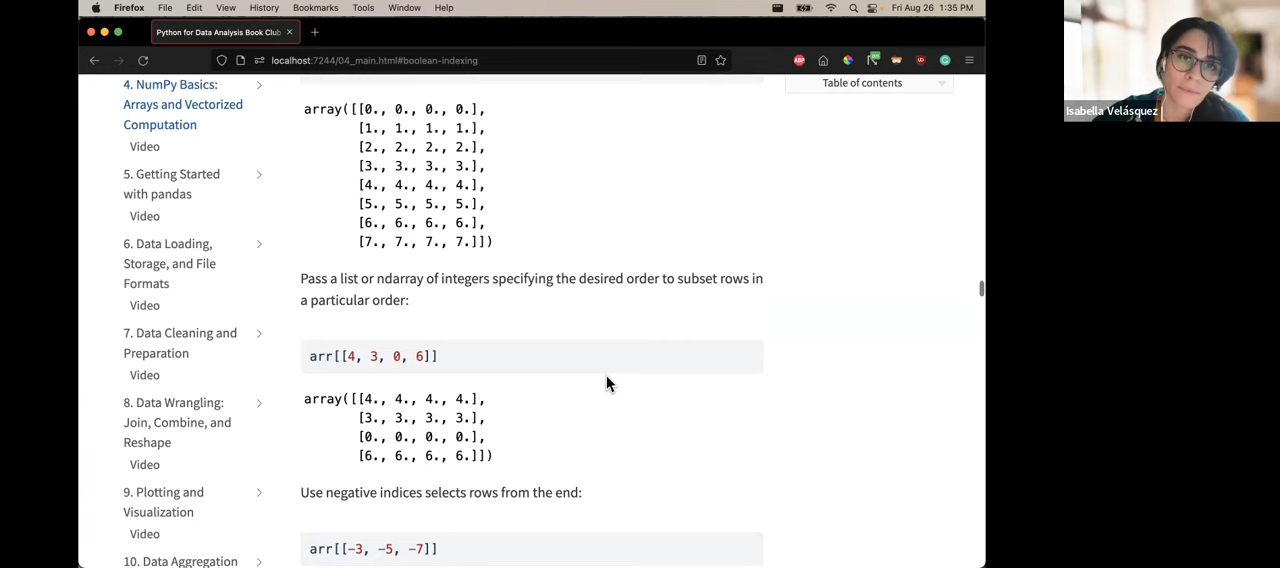 Firefox File Edit View History Bookmarks Tools Window Help Fri Aug 26 1:35 PM
Python for Data Analysis Book Club
localhost:7244/04_main.html#boolean-indexing
4. NumPy Basics:
Arrays and Vectorized
Computation
Video
5. Getting Started
with pandas
Video
6. Data Loading,
Storage, and File
Formats
Video
7. Data Cleaning and
Preparation
Video
8. Data Wrangling:
Join, Combine, and
Reshape
Video
9. Plotting and
Visualization
Video
10. Data Aggregation
array([[0., 0., 0., 0.],
[1., 1., 1., 1.],
[2., 2., 2., 2.],
[3., 3., 3., 3.],
[4., 4., 4., 4.],
[5., 5., 5., 5.],
[6., 6., 6., 6.],
[7., 7., 7., 7.]])
Pass a list or ndarray of integers specifying the desired order to subset rows in
a particular order:
arr[[4, 3, 0, 6]]
array([[4., 4., 4., 4.],
[3., 3., 3., 3.],
[0., 0., 0., 0.],
[6., 6., 6., 6.]])
Use negative indices selects rows from the end:
arr[[-3, -5, -7]]
Table of contents
Isabella Velásquez